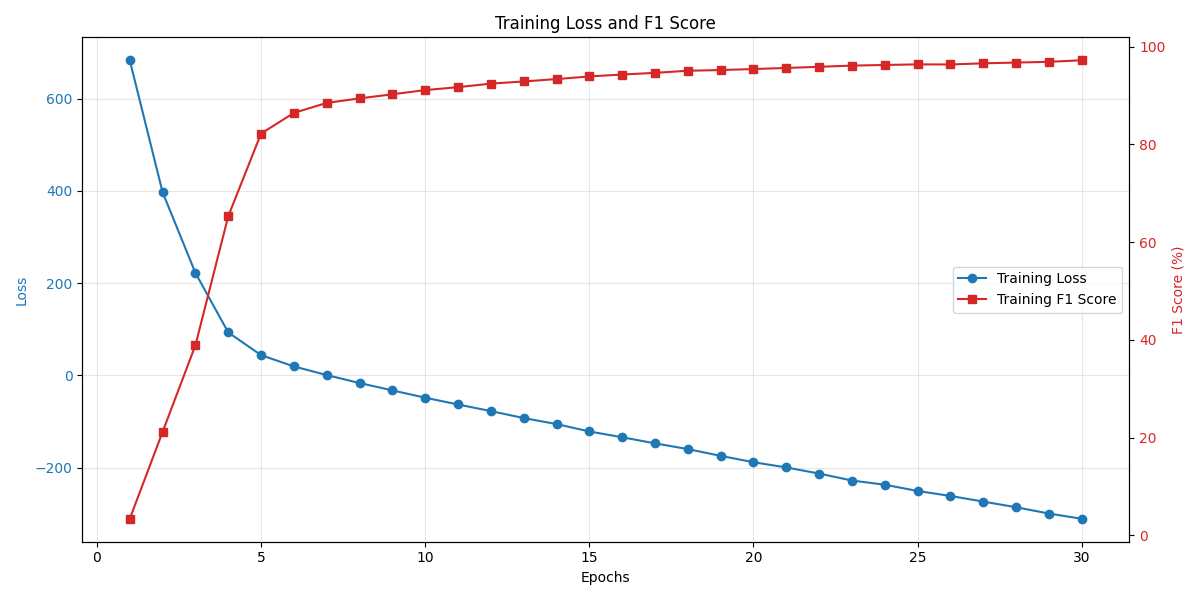 Training Loss and F1 Score
Loss
600
400
200
0
−200
100
80
60
40
20
0
F1 Score (%)
Training Loss
Training F1 Score
0 5 10 15 20 25 30
Epochs